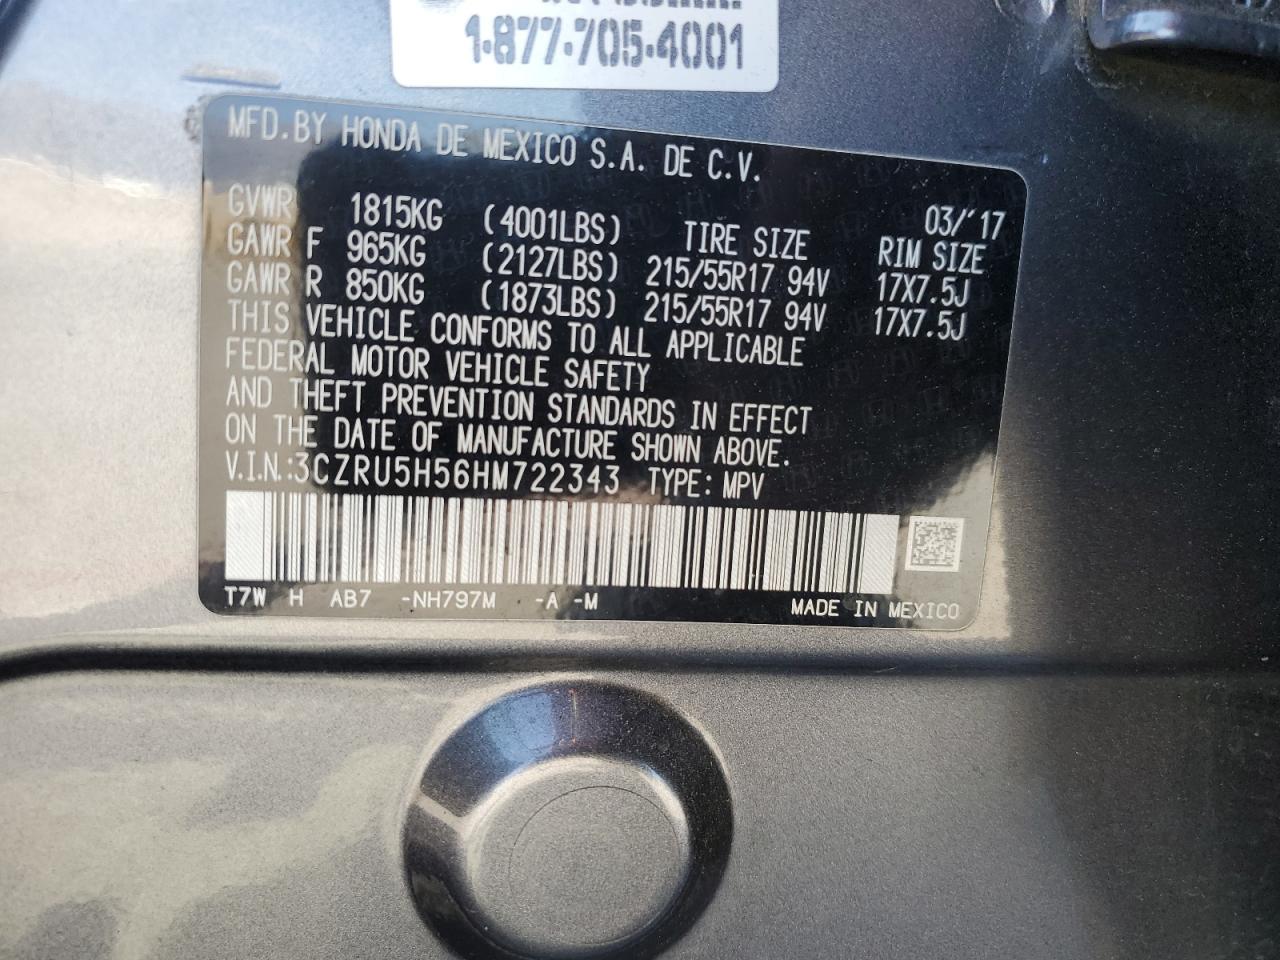 1-877-705-4001
MFD.BY HONDA DE MEXICO S.A. DE C.V.
03/'17
GVWR 1815KG (4001LBS) TIRE SIZE RIM SIZE
GAWR F 965KG (2127LBS) 215/55R17 94V 17X7.5J
GAWR R 850KG (1873LBS) 215/55R17 94V 17X7.5J
THIS VEHICLE CONFORMS TO ALL APPLICABLE
FEDERAL MOTOR VEHICLE SAFETY
AND THEFT PREVENTION STANDARDS IN EFFECT
ON THE DATE OF MANUFACTURE SHOWN ABOVE.
V.I.N.:3CZRU5H56HM722343 TYPE: MPV
T7W H AB7 -NH797M -A -M MADE IN MEXICO